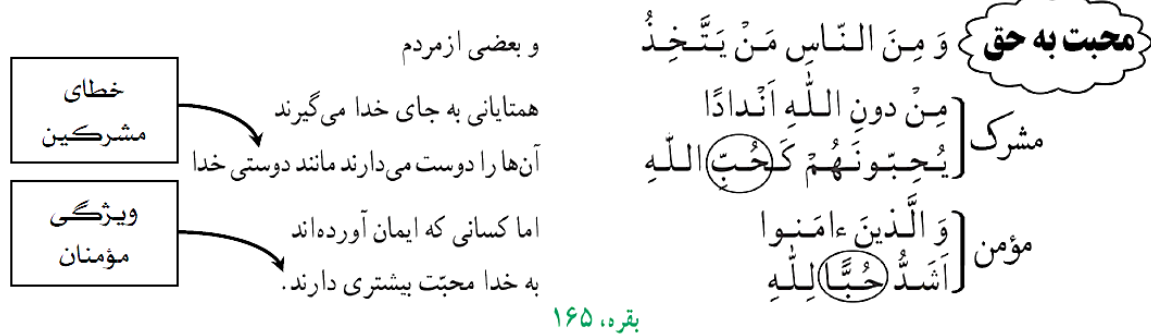 محبت به حق
وَ مِنَ النّاسِ مَنْ یَتَّخِذُ
و بعضی ازمردم
مشرک
مِنْ دونِ اللّٰهِ اَنْدادًا
همتایانی به جای خدا می‌گیرند
یُحِبّونَهُمْ کَحُبِّ اللّٰهِ
آن‌ها را دوست می‌دارند مانند دوستی خدا
خطای
مشرکین
مؤمن
وَ الَّذینَ ءامَنوا
اما کسانی که ایمان آورده‌اند
اَشَدُّ حُبًّا لِلّٰهِ
به خدا محبّت بیشتری دارند.
ویژگی
مؤمنان
بقره، ۱۶۵